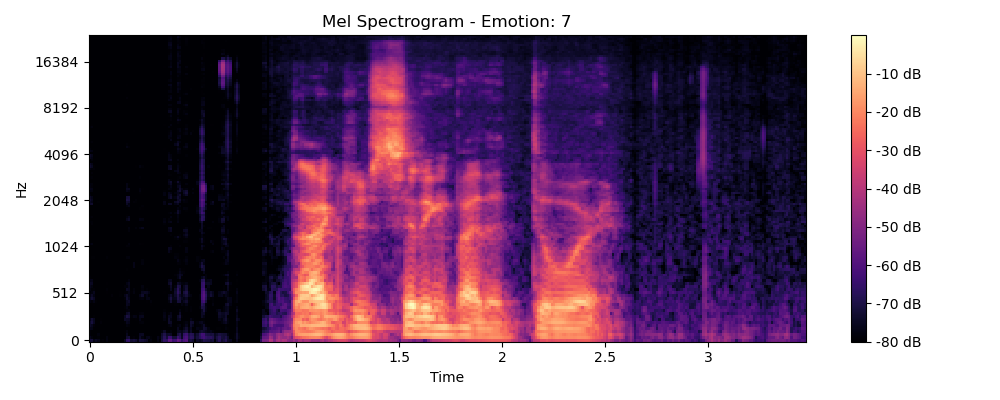 Mel Spectrogram - Emotion: 7
Hz
16384
8192
4096
2048
1024
512
0
0
0.5
1
1.5
2
2.5
3
Time
-10 dB
-20 dB
-30 dB
-40 dB
-50 dB
-60 dB
-70 dB
-80 dB